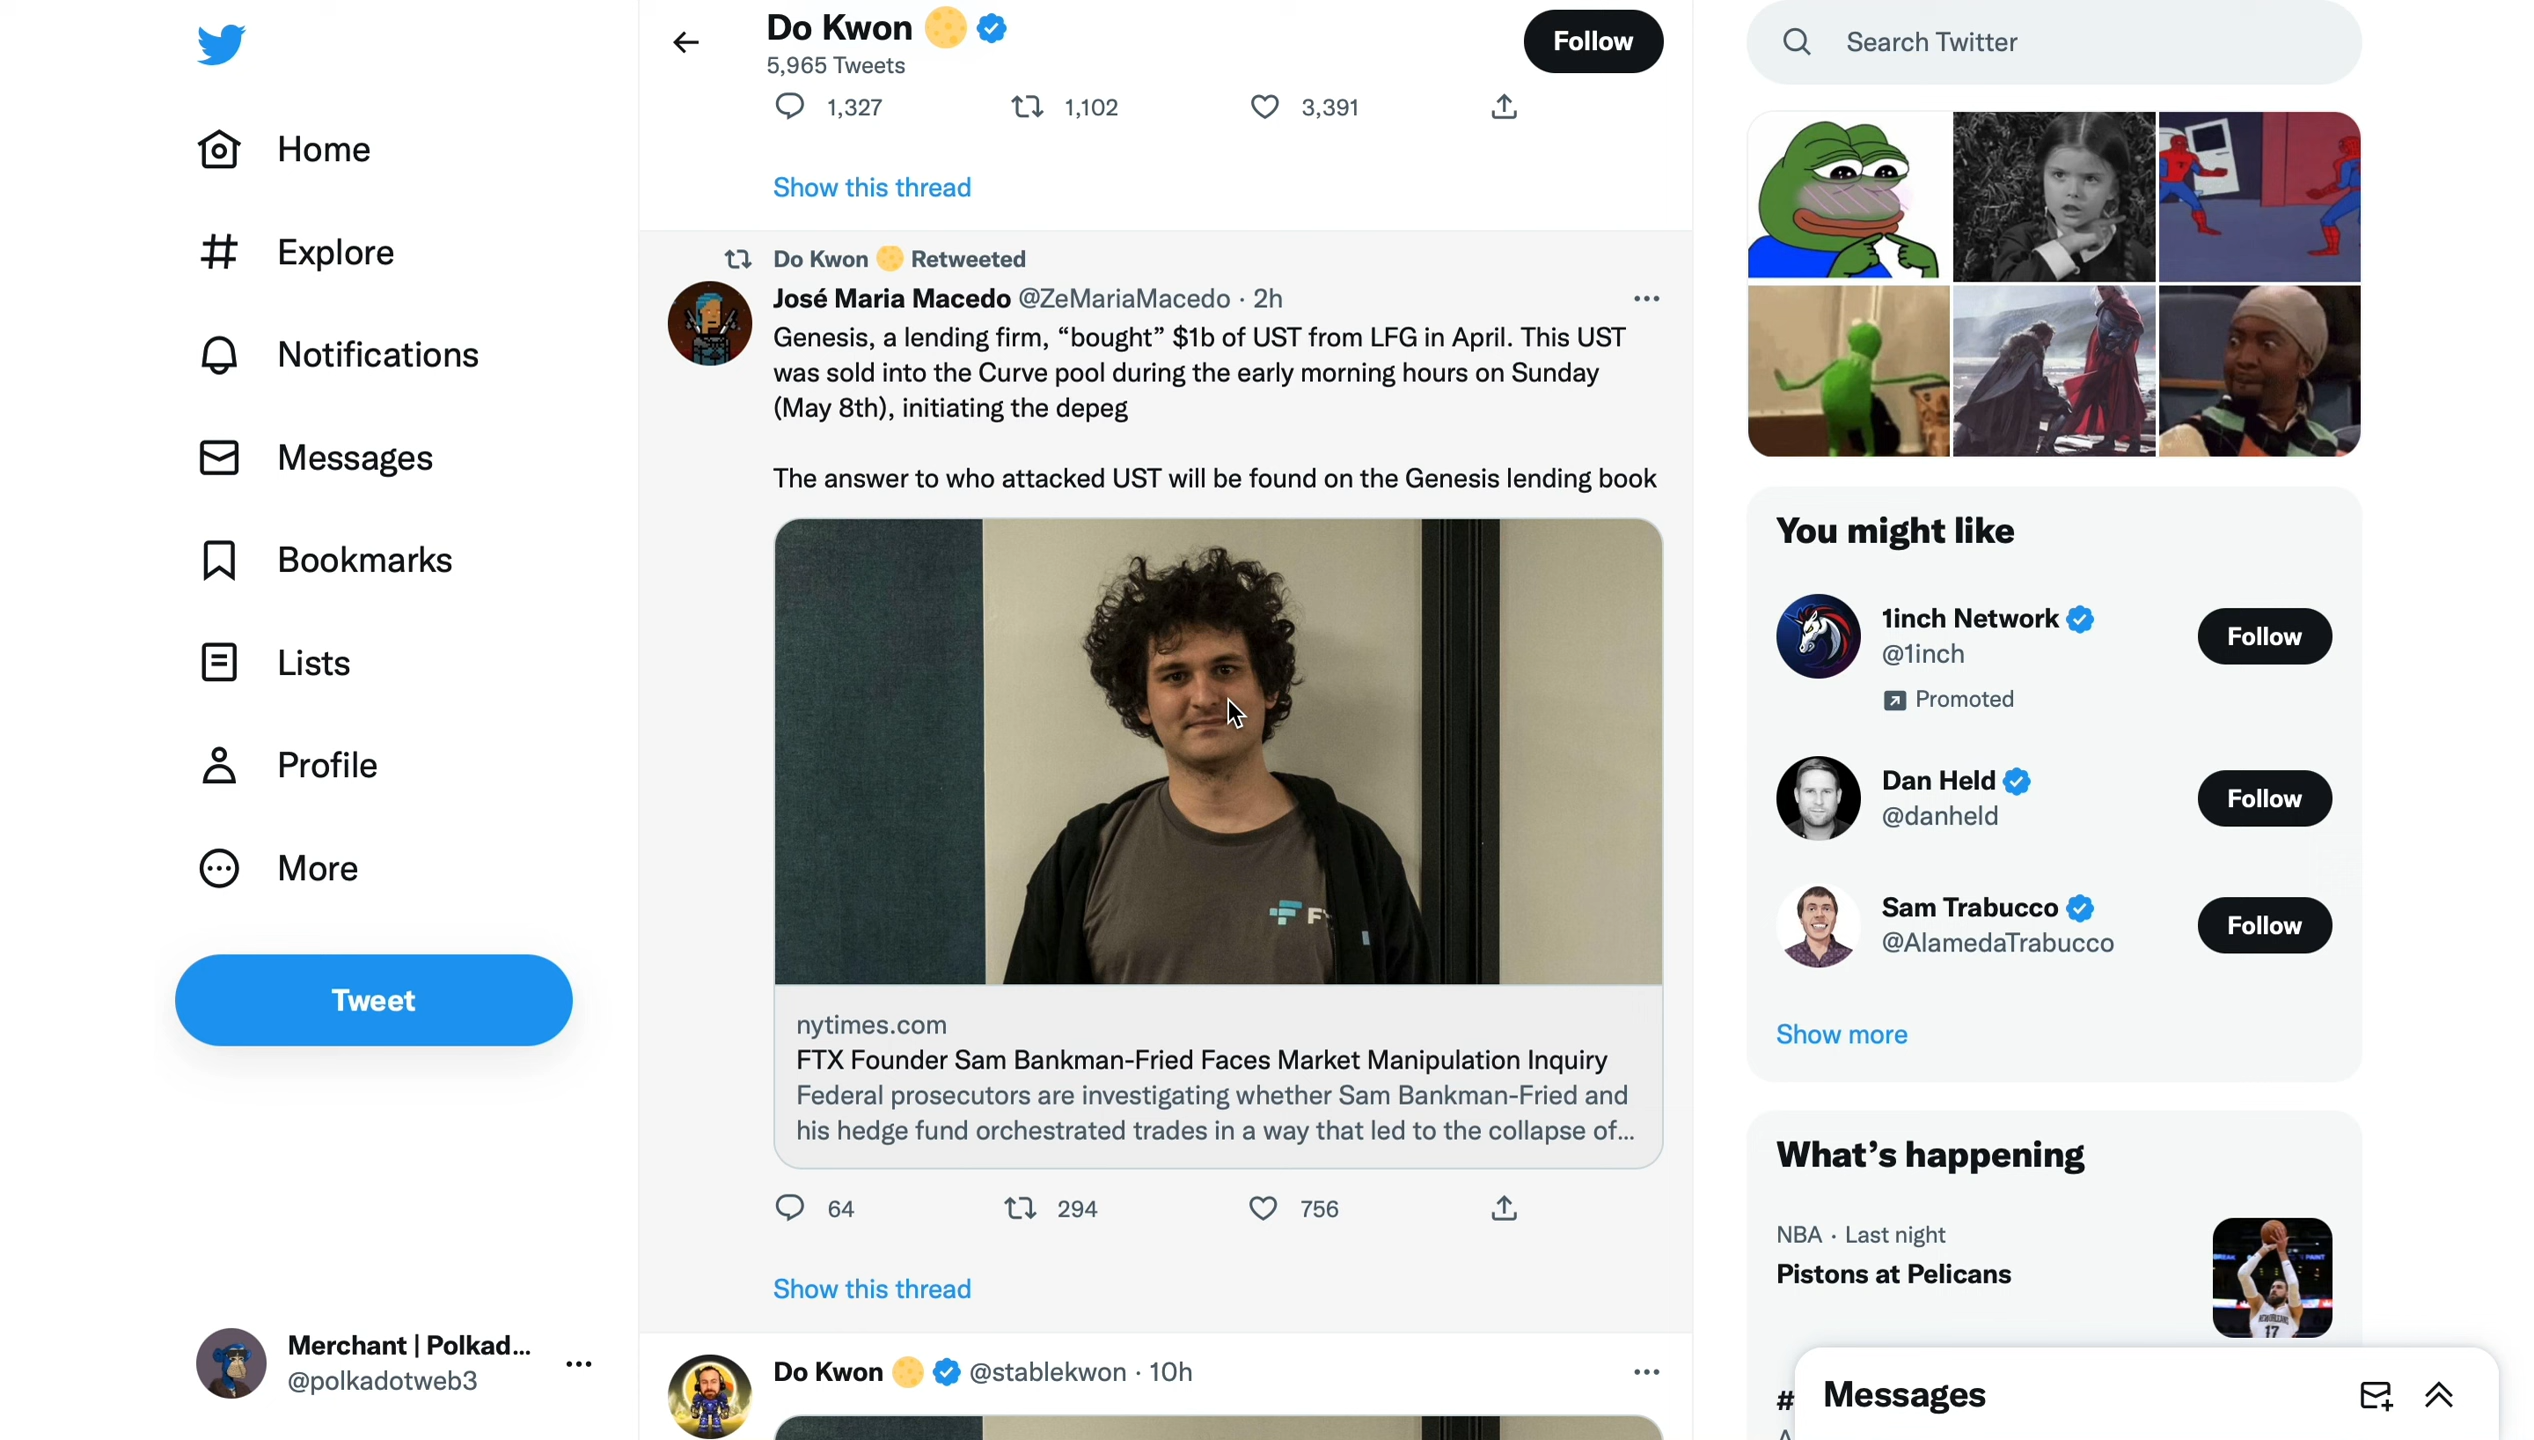 Home
Explore
Notifications
Messages
Bookmarks
Lists
Profile
More
Tweet
Merchant | Polkad...
@polkadotweb3
Do Kwon
5,965 Tweets
Follow
1,327 1,102 3,391
Show this thread
Do Kwon Retweeted
José Maria Macedo @ZeMariaMacedo · 2h
Genesis, a lending firm, “bought” $1b of UST from LFG in April. This UST
was sold into the Curve pool during the early morning hours on Sunday
(May 8th), initiating the depeg
The answer to who attacked UST will be found on the Genesis lending book
nytimes.com
FTX Founder Sam Bankman-Fried Faces Market Manipulation Inquiry
Federal prosecutors are investigating whether Sam Bankman-Fried and
his hedge fund orchestrated trades in a way that led to the collapse of...
64 294 756
Show this thread
Do Kwon @stablekwon · 10h
Search Twitter
You might like
1inch Network
@1inch
Follow
Promoted
Dan Held
@danheld
Follow
Sam Trabucco
@AlamedaTrabucco
Follow
Show more
What’s happening
NBA · Last night
Pistons at Pelicans
17
#
Messages